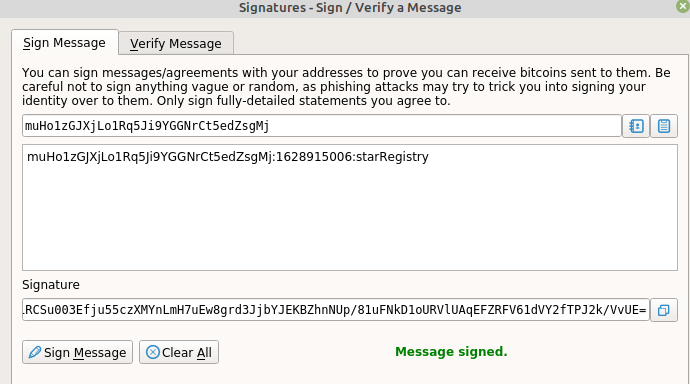 Signatures - Sign / Verify a Message
Sign Message
Verify Message
You can sign messages/agreements with your addresses to prove you can receive bitcoins sent to them. Be
careful not to sign anything vague or random, as phishing attacks may try to trick you into signing your
identity over to them. Only sign fully-detailed statements you agree to.
muHo1zGJXjLo1Rq5Ji9YGGNrCt5edZsgMj
muHo1zGJXjLo1Rq5Ji9YGGNrCt5edZsgMj:1628915006:starRegistry
Signature
RCSu003Efju55czXMYnLmH7uEw8grd3JjbYJEKBZhnNUp/81uFNkD1oURVlUAqEFZRFV61dVY2fTPJ2k/VvUE=
Sign Message
Clear All
Message signed.